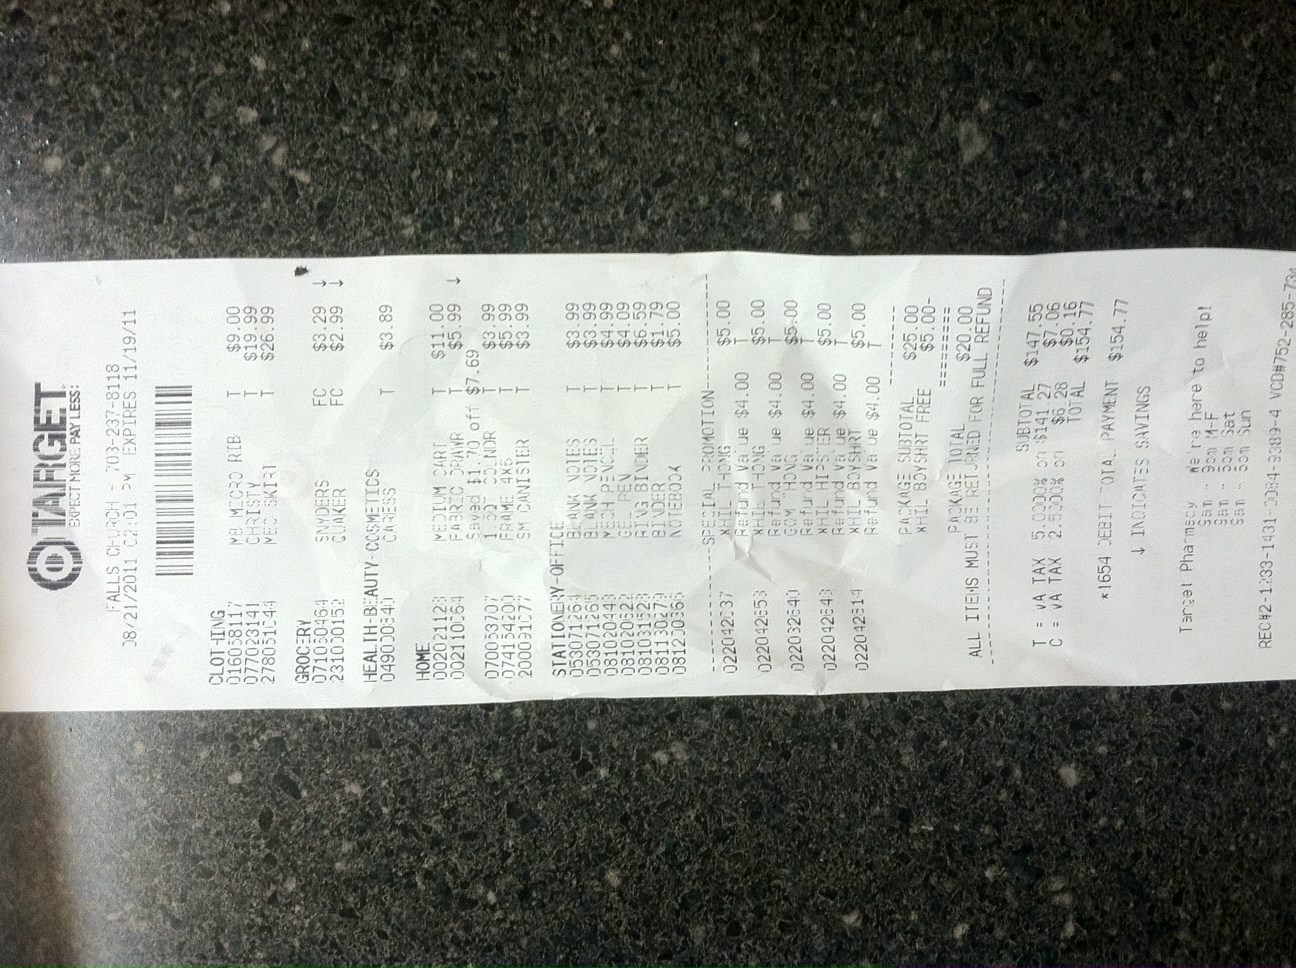 TARGET
EXPECT MORE. PAY LESS.
FALLS CHURCH - 703-237-8118
08/21/2011 02:01 PM EXPIRES 11/19/11
CLOTHING
016058117 MB MICRO RIB T $9.00
077023141 CHRISTY T $19.99
278051044 MED SKIRT T $26.99
GROCERY
071050464 SNYDERS FC $3.29 ↓
231000152 QUAKER FC $2.99 ↓
HEALTH-BEAUTY-COSMETICS
049000840 CARESS T $3.89
HOME
002021128 MEDIUM CART T $11.00
002110064 FABRIC DRAWR T $5.99 ↓
Saved $1.70 off $7.69
070053707 1.5QT COLNDR T $3.99
074154200 FRAME 4X6 T $5.99
200091077 SM CANISTER T $3.99
STATIONERY-OFFICE
053071264 BLANK NOTES T $3.99
053071265 BLANK NOTES T $3.99
081020443 MECH PENCIL T $4.99
081020622 GEL PEN T $4.09
081031528 RING BINDER T $6.59
081130279 BINDER T $1.79
081200366 NOTEBOOK T $5.00
------------SPECIAL PROMOTION------------
022042037 XHIL THONG $5.00
Refund Value $4.00 T
022042653 XHIL THONG $5.00
Refund Value $4.00 T
022032640 GOM THONG $5.00
Refund Value $4.00 T
022042643 XHIL HIPSTER $5.00
Refund Value $4.00 T
022042814 XHIL BOYSHRT $5.00
Refund Value $4.00 T
---------
PACKAGE SUBTOTAL $25.00
XHIL BOYSHRT FREE $5.00-
=========
PACKAGE TOTAL $20.00
ALL ITEMS MUST BE RETURNED FOR FULL REFUND
SUBTOTAL $147.55
T = VA TAX 5.0000% on $141.27 $7.06
C = VA TAX 2.5000% on $6.28 $0.16
TOTAL $154.77
*1654 DEBIT TOTAL PAYMENT $154.77
↓ INDICATES SAVINGS
Target Pharmacy We're here to help!
9am - 9pm M-F
9am - 6pm Sat
9am - 5pm Sun
REC#2-1233-1431-0084-9389-4 VCD#752-285-734